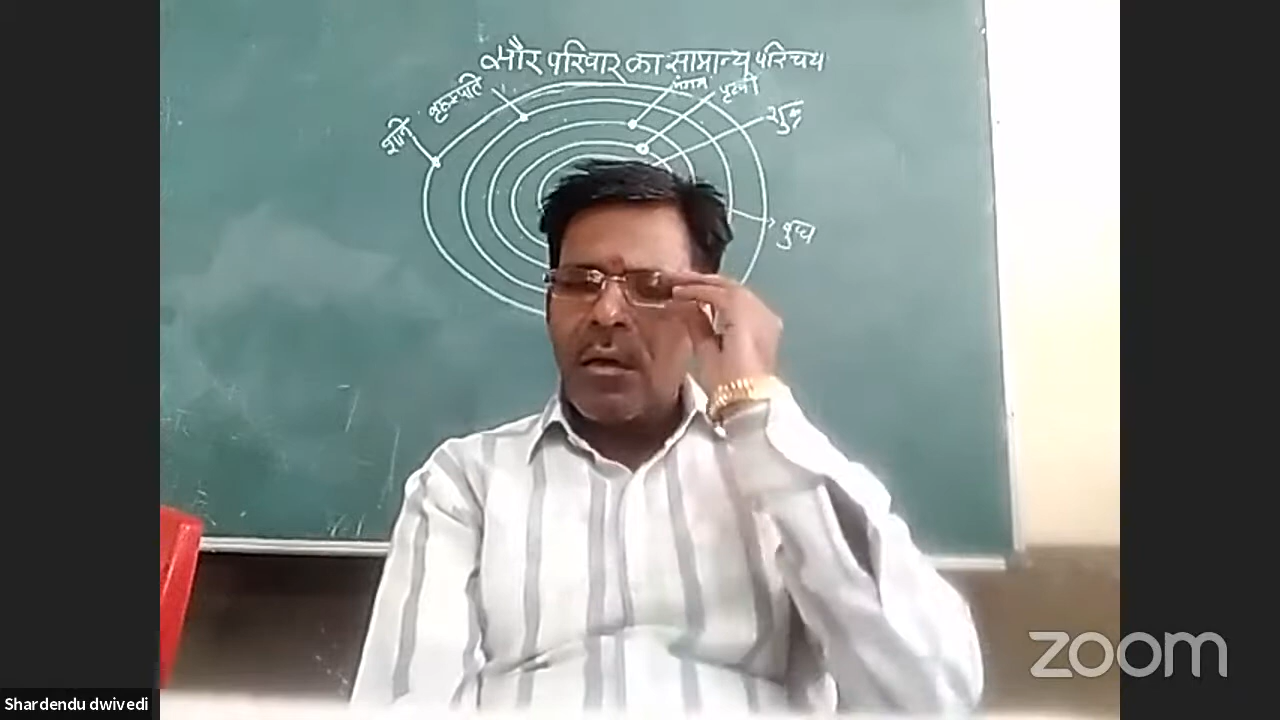 सौर परिवार का सामान्य परिचय
मंगल
पृथ्वी
बृहस्पति
शुक्र
शनि
बुध
zoom
Shardendu dwivedi